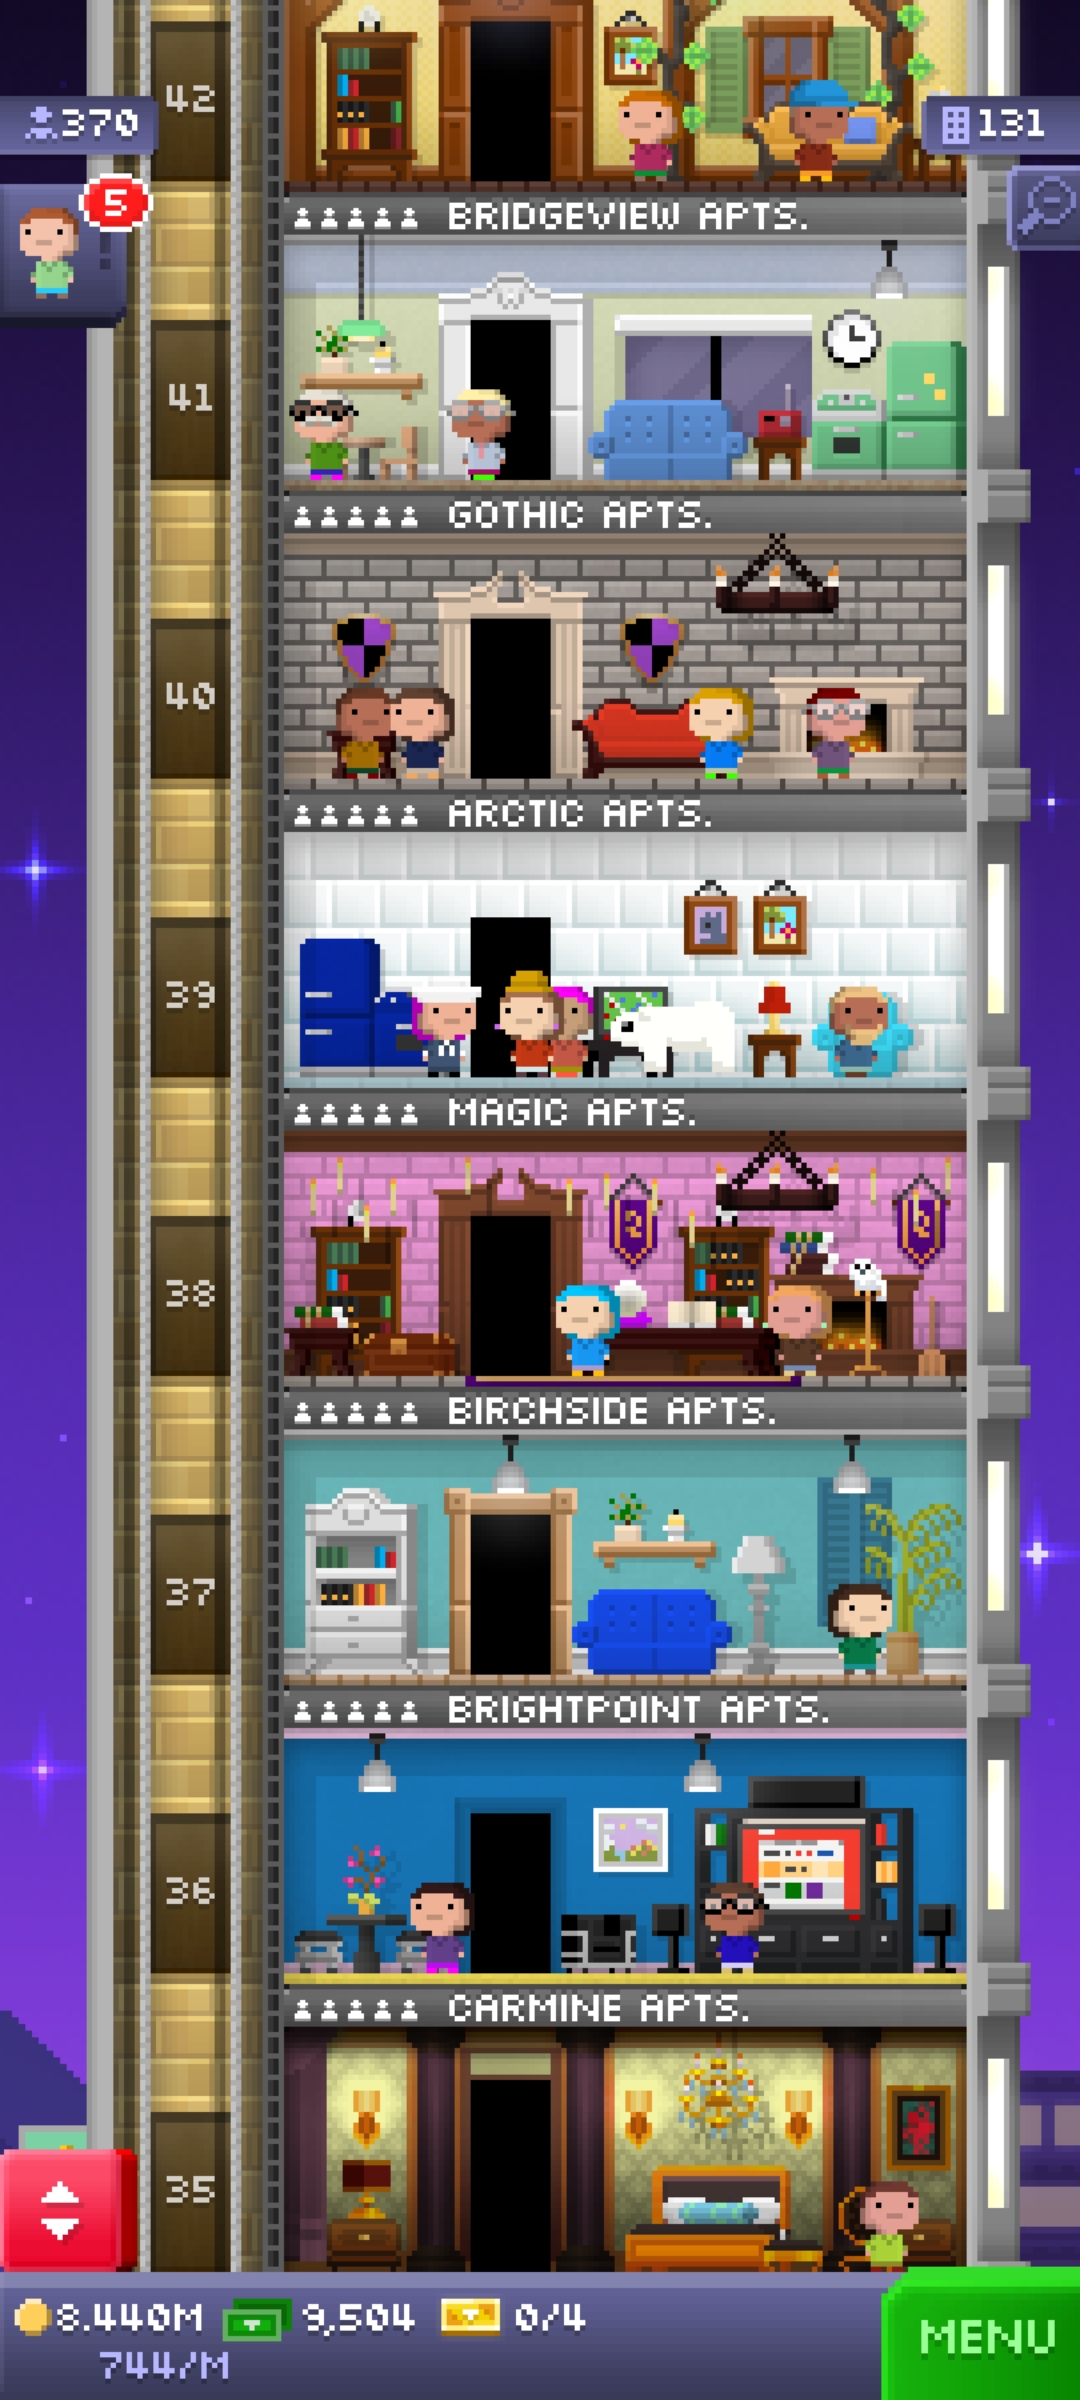 42
370
131
5
BRIDGEVIEW APTS.
41
GOTHIC APTS.
40
ARCTIC APTS.
39
MAGIC APTS.
38
BIRCHSIDE APTS.
37
BRIGHTPOINT APTS.
36
CARMINE APTS.
35
8.440M 9,504 0/4
744/M
MENU